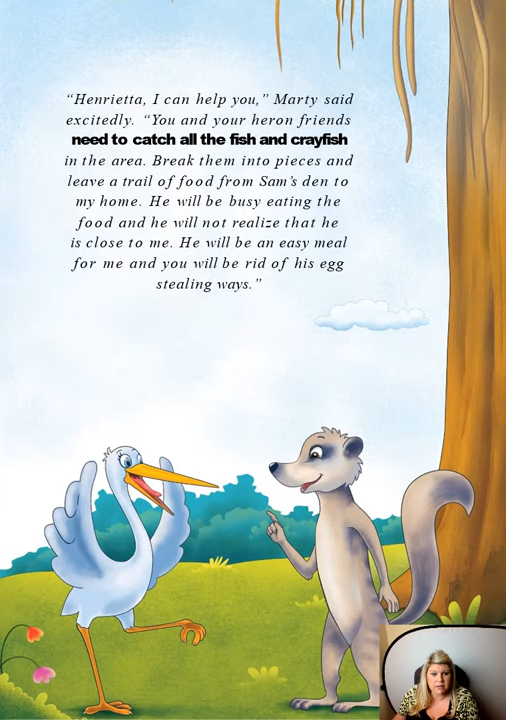 “Henrietta, I can help you,” Marty said
excitedly. “You and your heron friends
need to catch all the fish and crayfish
in the area. Break them into pieces and
leave a trail of food from Sam’s den to
my home. He will be busy eating the
food and he will not realize that he
is close to me. He will be an easy meal
for me and you will be rid of his egg
stealing ways.”